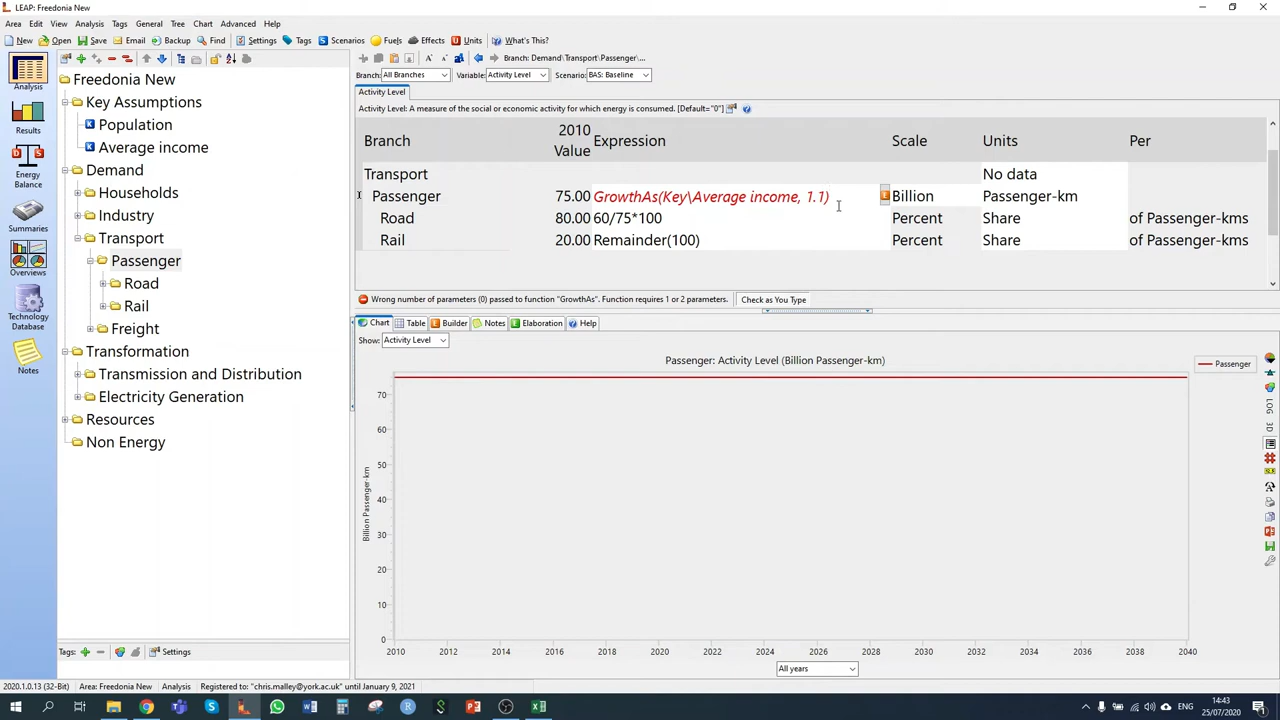 LEAP: Freedonia New
Area Edit View Analysis Tags General Tree Chart Advanced Help
New Open Save Email Backup Find Settings Tags Scenarios Fuels Effects Units What's This?
Analysis
Results
Energy
Balance
Summaries
Overviews
Technology
Database
Notes
Freedonia New
Key Assumptions
Population
Average income
Demand
Households
Industry
Transport
Passenger
Road
Rail
Freight
Transformation
Transmission and Distribution
Electricity Generation
Resources
Non Energy
Tags: Settings
Branch: Demand\Transport\Passenger\...
Branch: All Branches Variable: Activity Level Scenario: BAS: Baseline
Activity Level
Activity Level: A measure of the social or economic activity for which energy is consumed. [Default="0"]
Branch 2010 Value Expression Scale Units Per
Transport No data
Passenger 75.00 GrowthAs(Key\Average income, 1.1) Billion Passenger-km
Road 80.00 60/75*100 Percent Share of Passenger-kms
Rail 20.00 Remainder(100) Percent Share of Passenger-kms
Wrong number of parameters (0) passed to function "GrowthAs". Function requires 1 or 2 parameters. Check as You Type
Chart Table Builder Notes Elaboration Help
Show: Activity Level
Passenger: Activity Level (Billion Passenger-km)
Passenger
Billion Passenger-km
70
60
50
40
30
20
10
0
2010 2012 2014 2016 2018 2020 2022 2024 2026 2028 2030 2032 2034 2036 2038 2040
All years
LOG
3D
2020.1.0.13 (32-Bit) Area: Freedonia New Analysis Registered to: "chris.malley@york.ac.uk" until January 9, 2021
ENG
14:43
25/07/2020